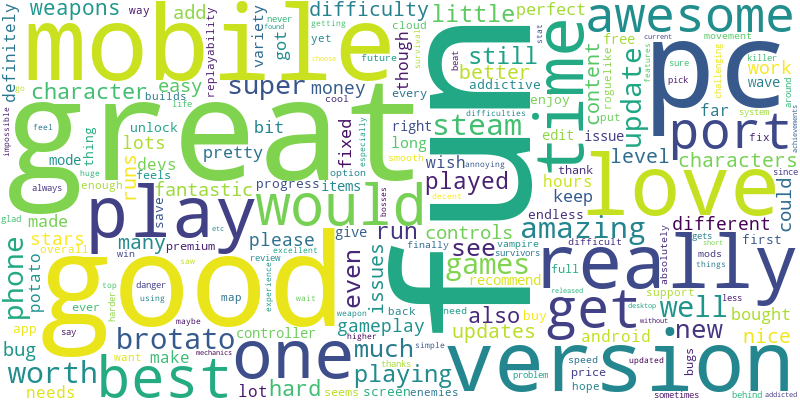 weapons
way
add
difficulty
little
perfect
awesome
definitely
mobile
variety
found
got
never
getting
cloud
yet
future
replayability
though
survival
still
content
free
movement
current
stat
beat
better
roguelike
killer
character
easy
super
money
addictive
enjoy
update
features
sure
pick
challenging
work
wave
around
go
builds
life
cool
every
choose
time
difficulties
put
far
system
impossible
feel
great
fun
pc
port
fix
achievements
unlock
bit
fixed
right
steam
edit
issue
mode
thing
lots
runs
devs
feels
pretty
option
especially
smooth
long
wish
annoying
thank
level
huge
enough
fantastic
progress
items
played
hours
love
characters
since
always
made
play
save
would
bosses
decent
keep
could
glad
stars
overall
many
premium
please
give
run
controls
finally
vampire
survivors
endless
amazing
different
first
phone
potato
win
saw
etc
review
excellent
even
see
games
recommend
difficult
gets
short
mods
things
absolutely
really
top
harder
danger
using
map
experience
wait
issues
weapon
back
need
also
full
released
get
desktop
support
less
well
bought
ever
good
controller
gameplay
updates
buy
android
without
new
nice
app
say
maybe
higher
simple
bug
brotato
want
make
one
much
thanks
playing
version
speed
updated
bugs
price
worth
best
mechanics
lot
hard
seems
screen
enemies
problem
hope
needs
sometimes
behind
addicted